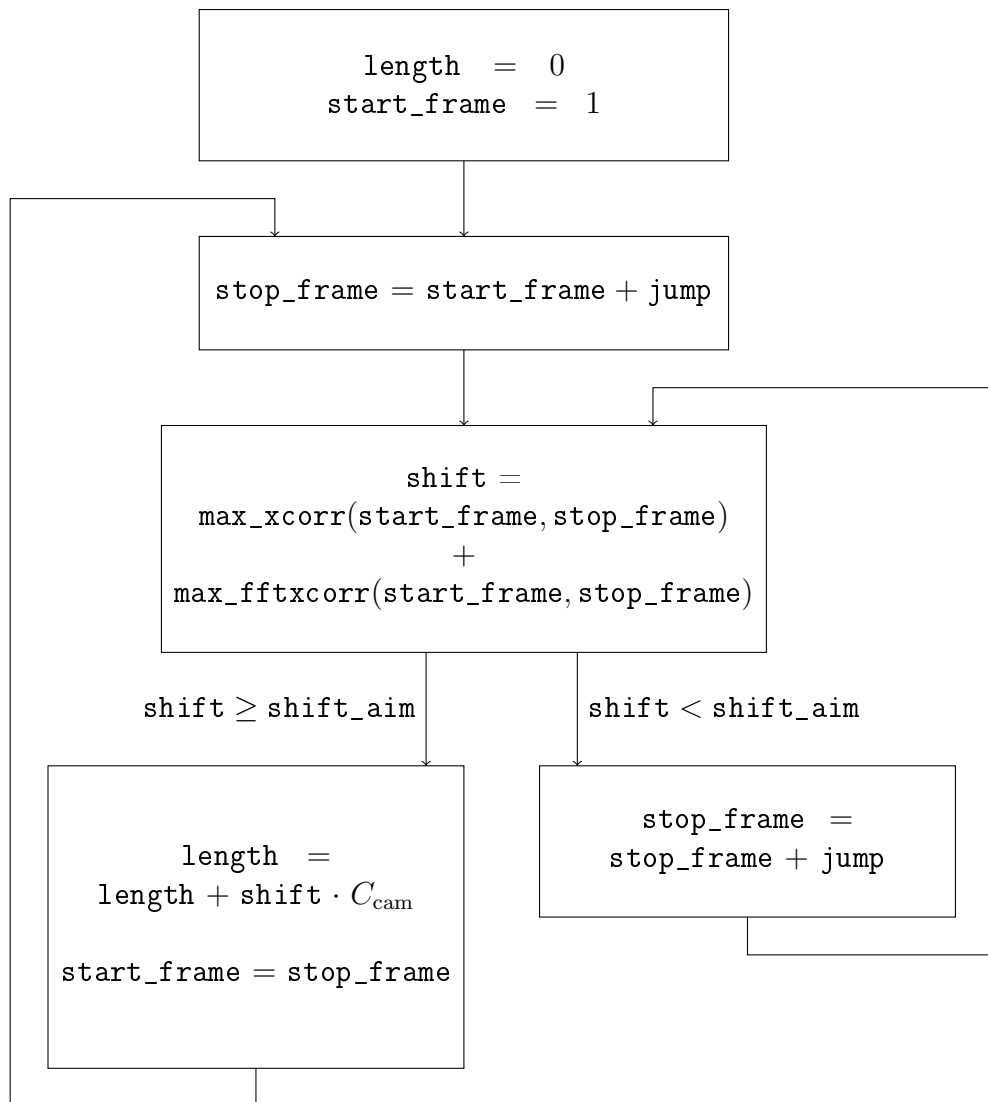 length = 0
start_frame = 1
stop_frame = start_frame + jump
shift =
max_xcorr(start_frame, stop_frame)
+
max_fftxcorr(start_frame, stop_frame)
shift ≥ shift_aim
shift < shift_aim
length =
length + shift · C_cam
start_frame = stop_frame
stop_frame =
stop_frame + jump